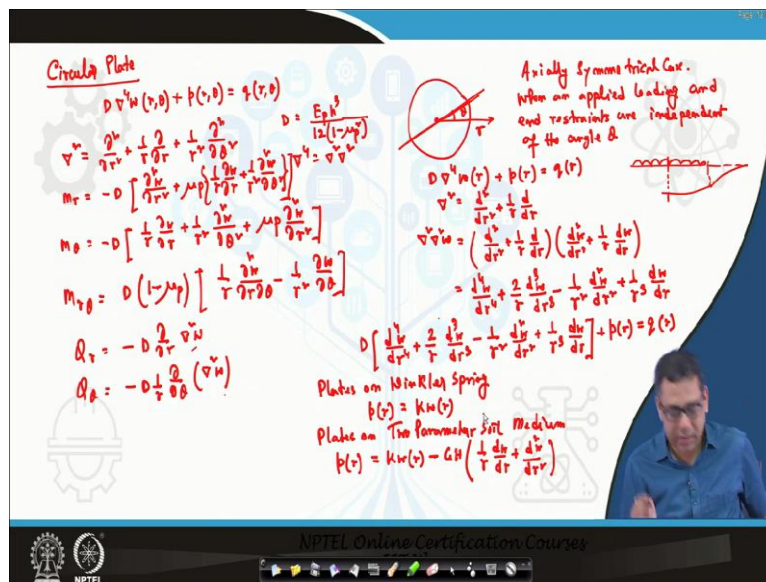 Circular Plate
D∇⁴w(r,θ) + p(r,θ) = q(r,θ)
D = Eₚh³ / 12(1-μₚ²)
∇² = ∂²/∂r² + 1/r ∂/∂r + 1/r² ∂²/∂θ²
∇⁴ = ∇²∇²
mᵣ = -D [∂²w/∂r² + μₚ {1/r ∂w/∂r + 1/r² ∂²w/∂θ²}]
m_θ = -D [1/r ∂w/∂r + 1/r² ∂²w/∂θ² + μₚ ∂²w/∂r²]
m_rθ = D(1-μₚ) [1/r ∂²w/∂r∂θ - 1/r² ∂w/∂θ]
Qᵣ = -D ∂/∂r ∇²w
Q_θ = -D 1/r ∂/∂θ (∇²w)
θ
r
Axially Symmetrical Case.
When an applied loading and
end restraints are independent
of the angle θ
D∇⁴w(r) + p(r) = q(r)
∇² = d²/dr² + 1/r d/dr
∇²∇²w = (d²/dr² + 1/r d/dr) (d²w/dr² + 1/r dw/dr)
= d⁴w/dr⁴ + 2/r d³w/dr³ - 1/r² d²w/dr² + 1/r³ dw/dr
D [d⁴w/dr⁴ + 2/r d³w/dr³ - 1/r² d²w/dr² + 1/r³ dw/dr] + p(r) = q(r)
Plates on Winkler Spring
p(r) = Kw(r)
Plates on Two Parameter Soil Medium
p(r) = Kw(r) - GH (1/r dw/dr + d²w/dr²)
NPTEL Online Certification Courses
NPTEL